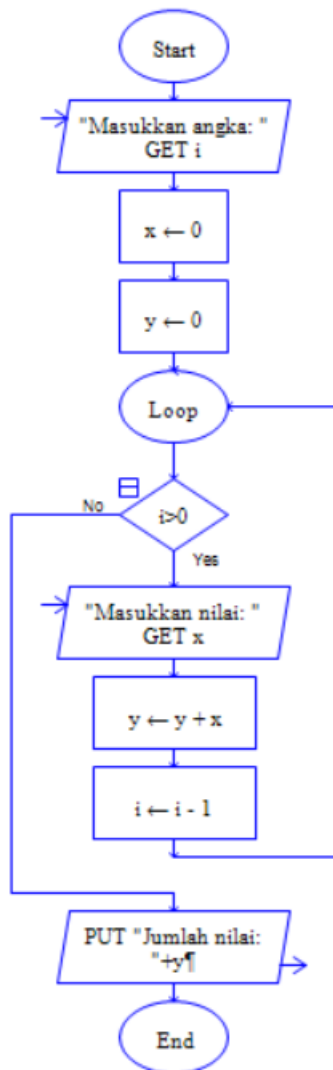 Start
"Masukkan angka: "
GET i
x ← 0
y ← 0
Loop
i>0
No
Yes
"Masukkan nilai: "
GET x
y ← y + x
i ← i - 1
PUT "Jumlah nilai:
"+y¶
End